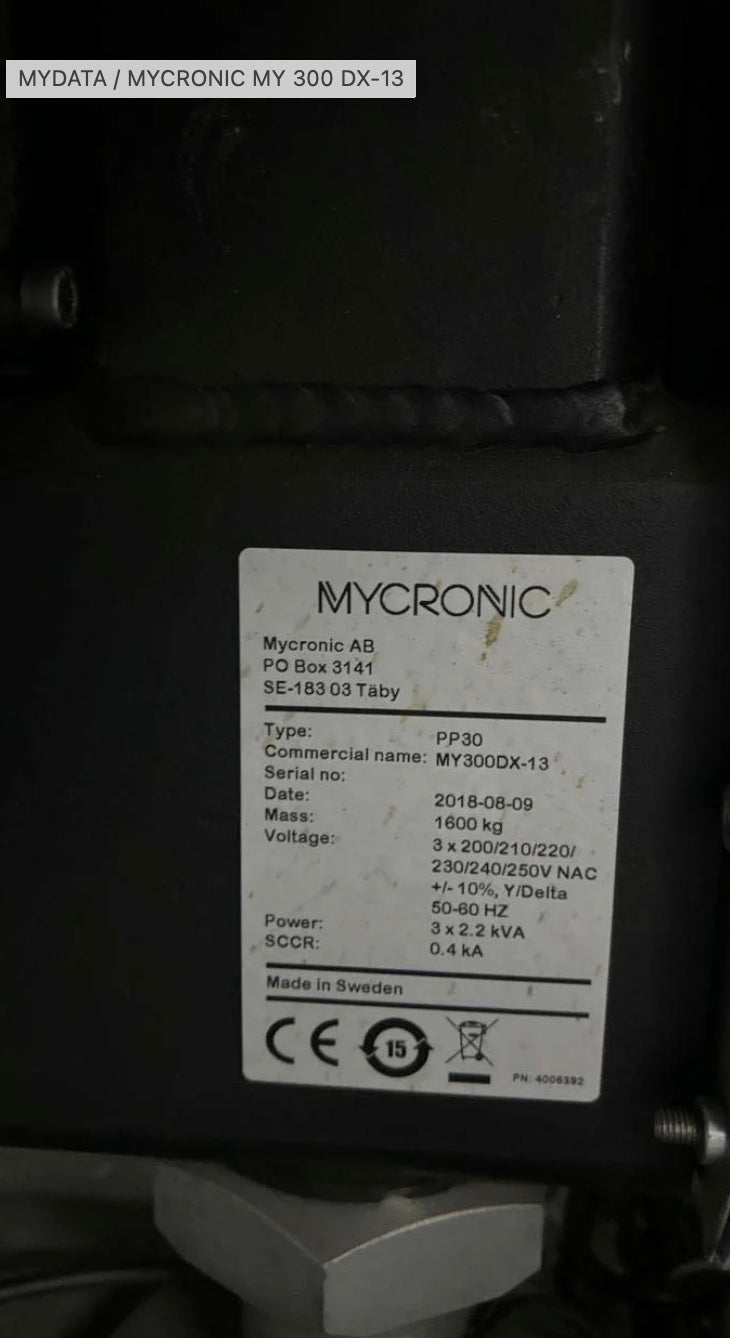 MYDATA / MYCRONIC MY 300 DX-13
MYCRONIC
Mycronic AB
PO Box 3141
SE-183 03 Täby
Type: PP30
Commercial name: MY300DX-13
Serial no:
Date: 2018-08-09
Mass: 1600 kg
Voltage: 3 x 200/210/220/
230/240/250V NAC
+/- 10%, Y/Delta
50-60 HZ
Power: 3 x 2.2 kVA
SCCR: 0.4 kA
Made in Sweden
CE 15
PN: 4006392